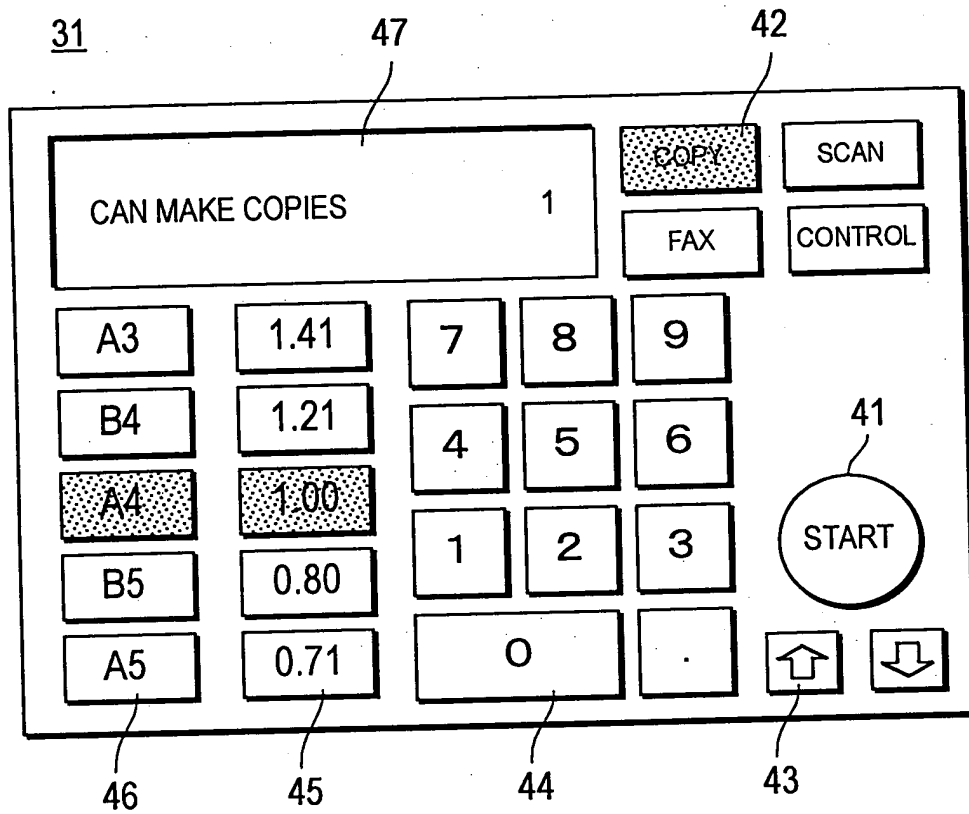 31
47
42
CAN MAKE COPIES 1
COPY SCAN
FAX CONTROL
A3 1.41 7 8 9
B4 1.21 4 5 6
41
A4 1.00
START
B5 0.80 1 2 3
A5 0.71 0 .
46 45 44 43